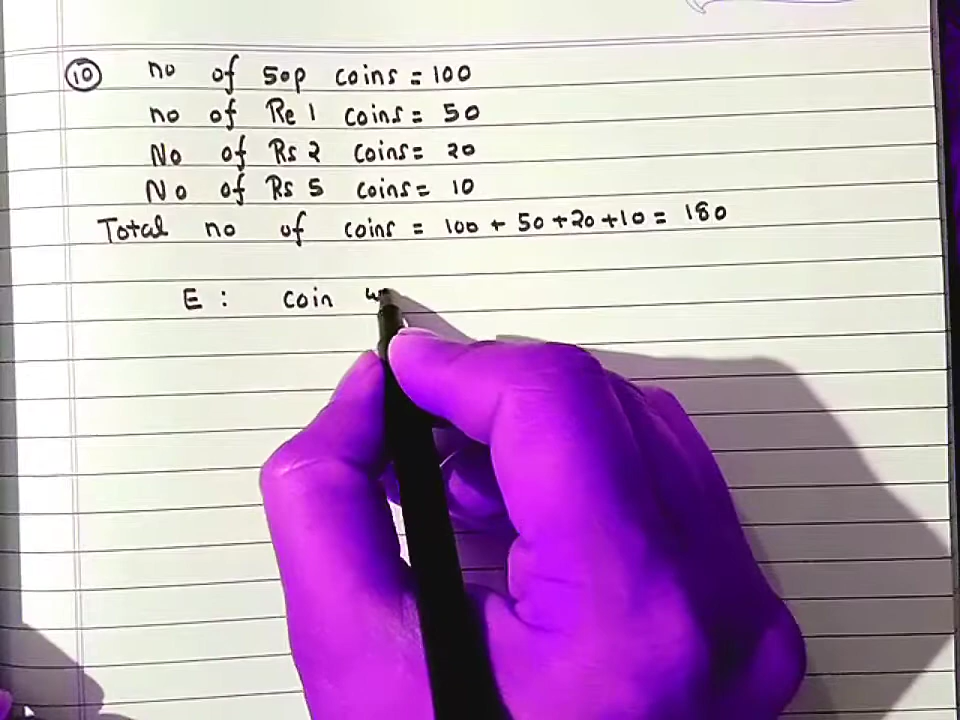 10 no of 50p coins = 100
no of Re 1 coins = 50
No of Rs 2 coins = 20
No of Rs 5 coins = 10
Total no of coins = 100 + 50 + 20 + 10 = 180
E : coin